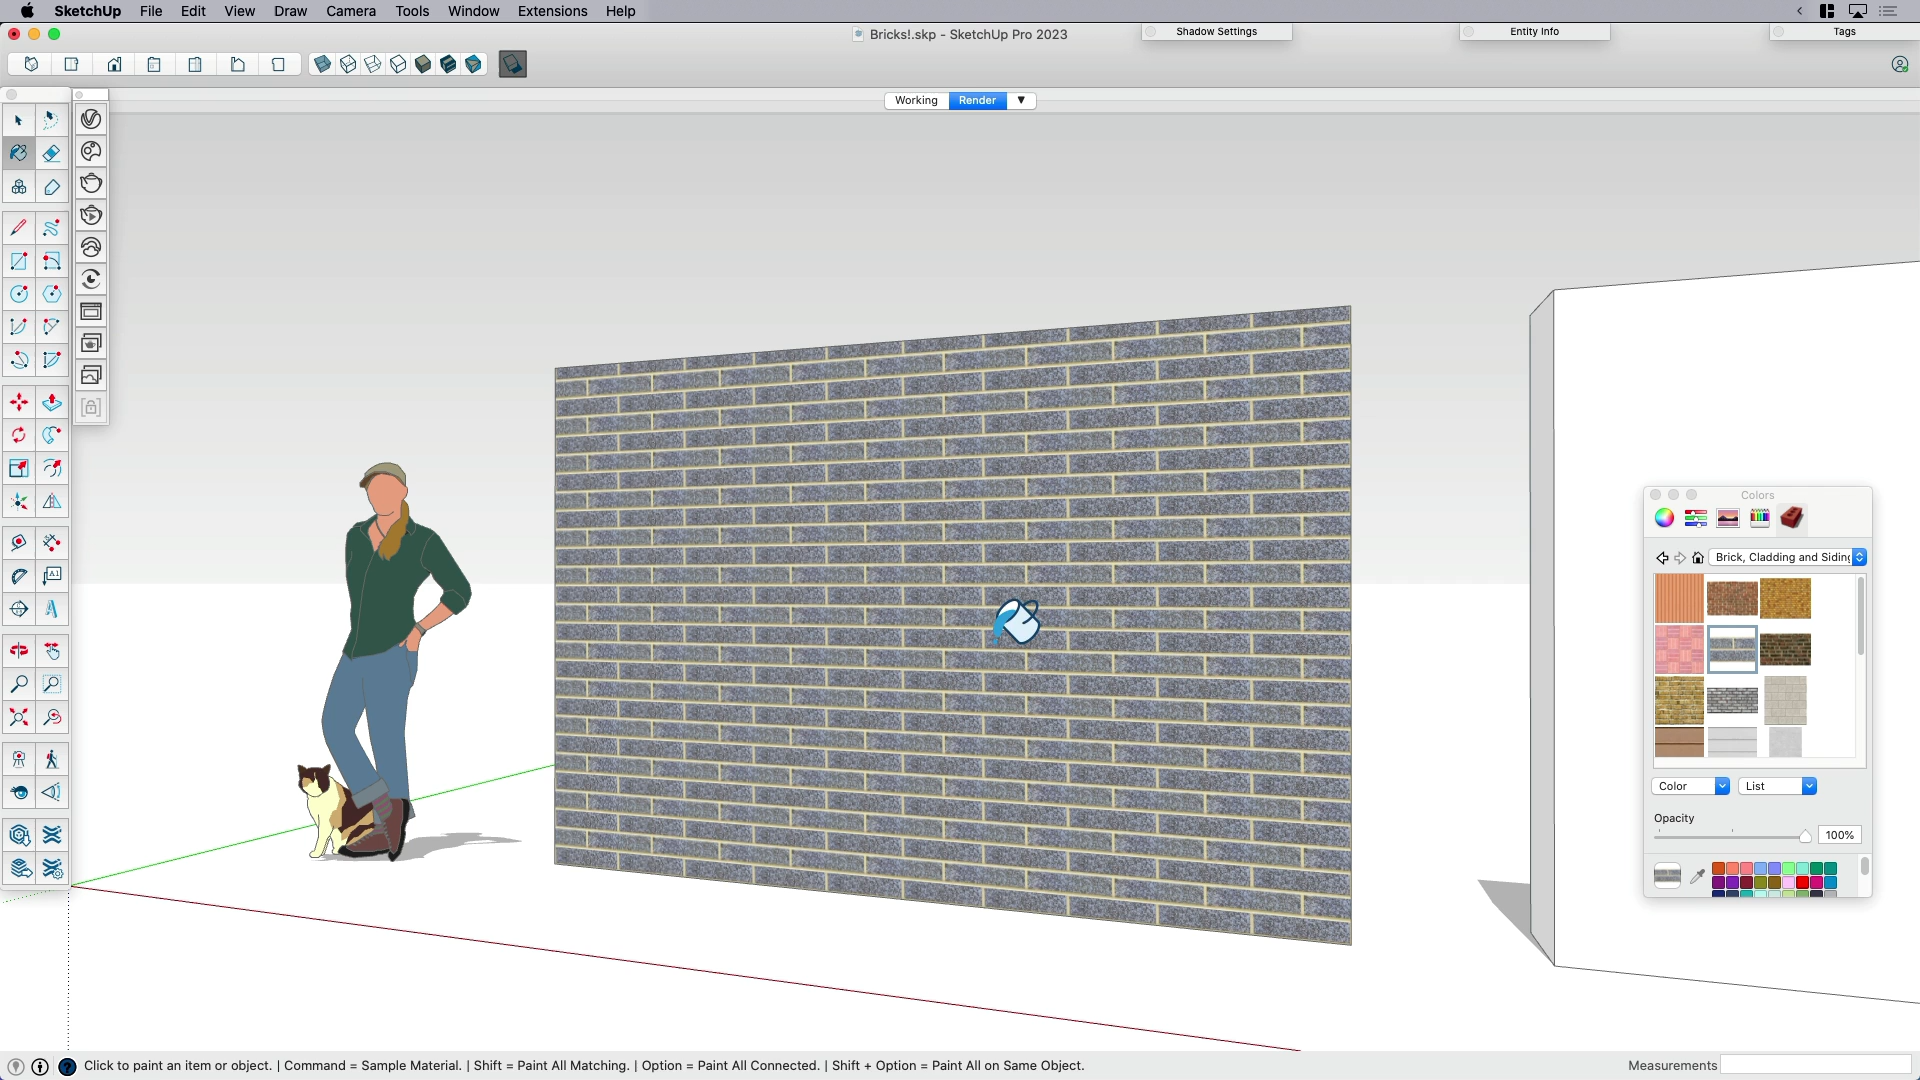 SketchUp File Edit View Draw Camera Tools Window Extensions Help
Bricks!.skp - SketchUp Pro 2023
Shadow Settings
Entity Info
Tags
Working Render
Colors
Brick, Cladding and Siding
Color
List
Opacity
100%
Click to paint an item or object. | Command = Sample Material. | Shift = Paint All Matching. | Option = Paint All Connected. | Shift + Option = Paint All on Same Object.
Measurements